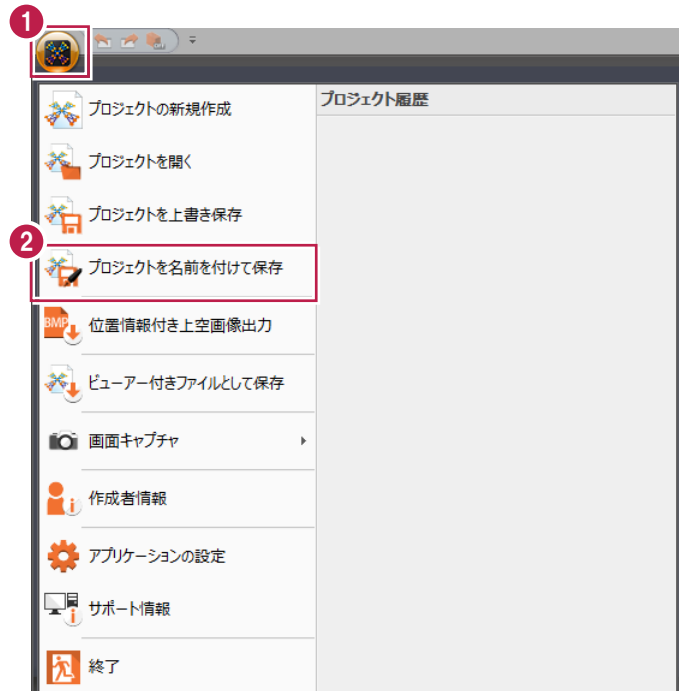 1
プロジェクトの新規作成
プロジェクト履歴
プロジェクトを開く
プロジェクトを上書き保存
2
プロジェクトを名前を付けて保存
BMP
位置情報付き上空画像出力
ビューアー付きファイルとして保存
画面キャプチャ
作成者情報
アプリケーションの設定
サポート情報
終了